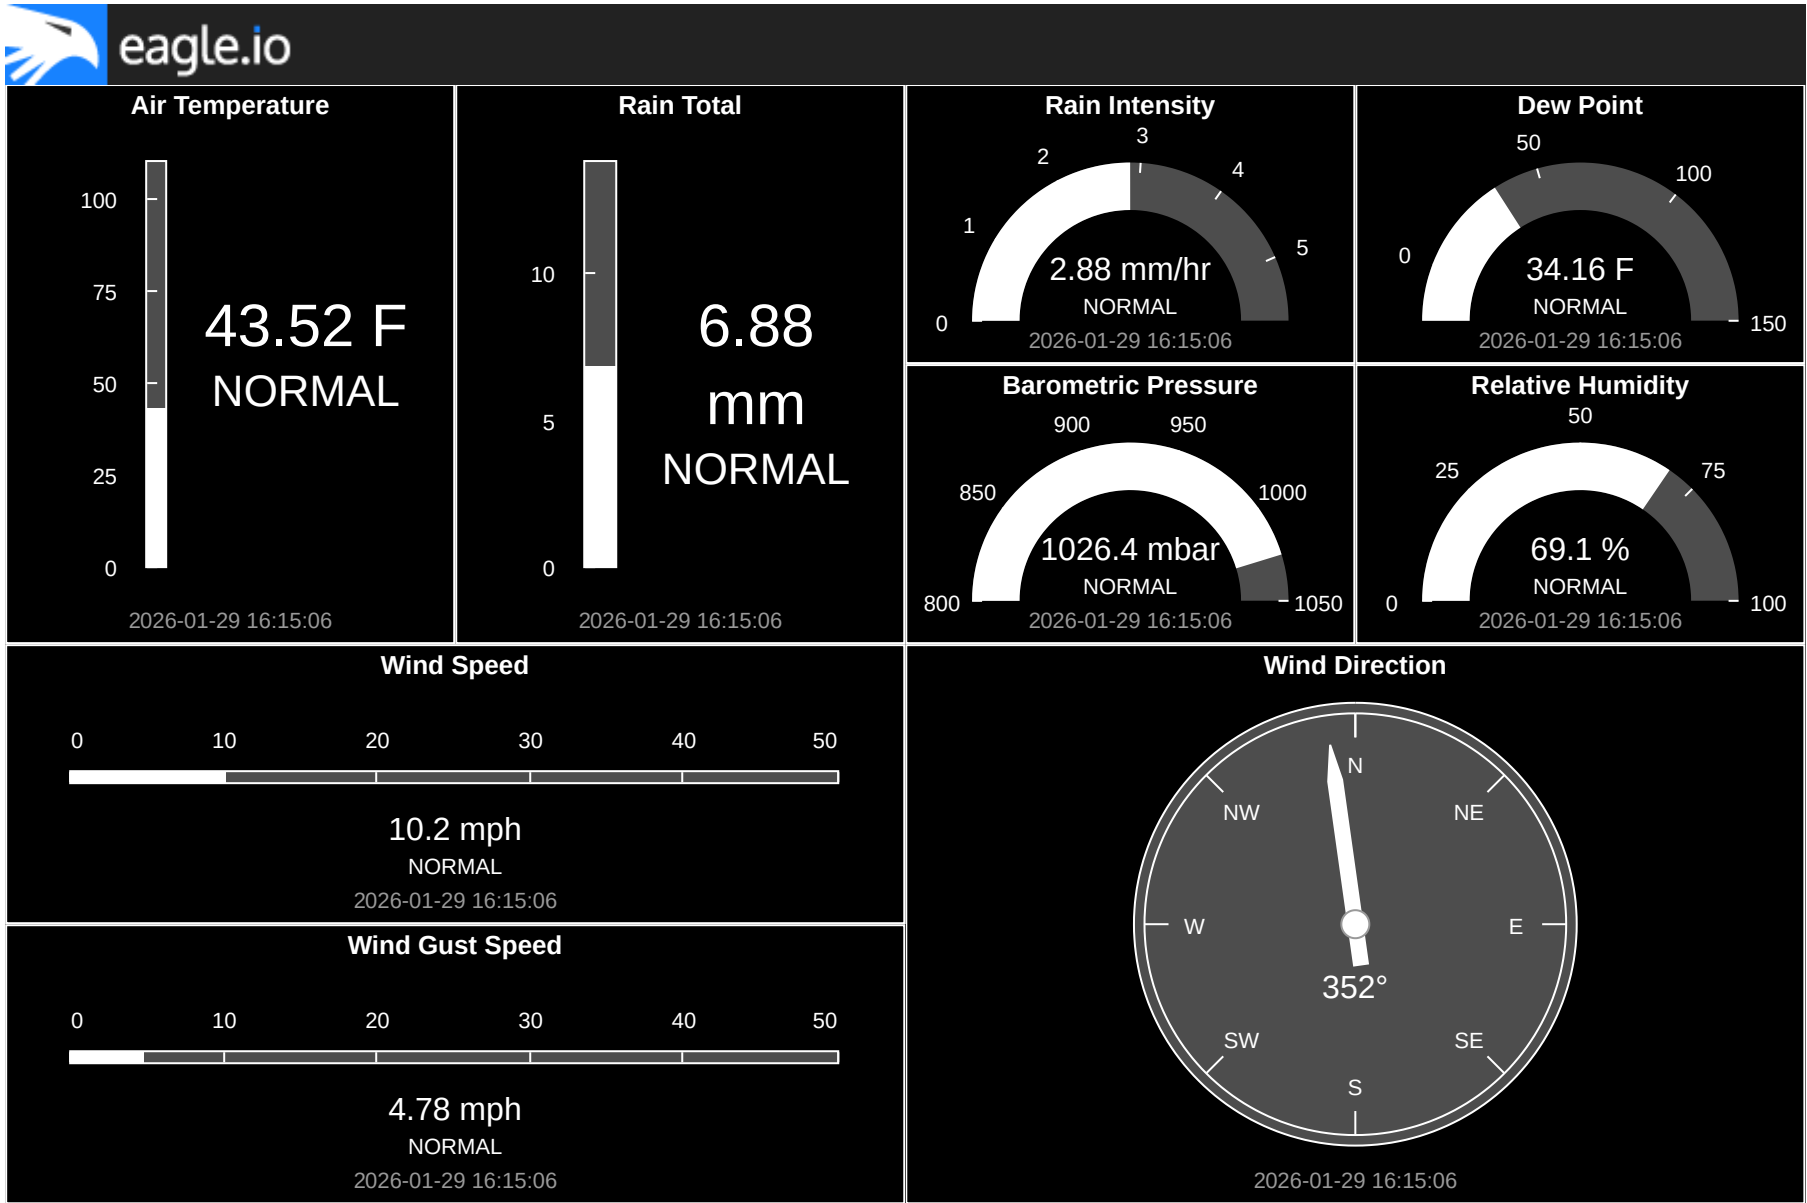 eagle.io
Air Temperature
100
75
50
25
0
43.52 F
NORMAL
2026-01-29 16:15:06
Rain Total
10
5
0
6.88
mm
NORMAL
2026-01-29 16:15:06
Rain Intensity
0
1
2
3
4
5
2.88 mm/hr
NORMAL
2026-01-29 16:15:06
Dew Point
0
50
100
150
34.16 F
NORMAL
2026-01-29 16:15:06
Barometric Pressure
800
850
900
950
1000
1050
1026.4 mbar
NORMAL
2026-01-29 16:15:06
Relative Humidity
0
25
50
75
100
69.1 %
NORMAL
2026-01-29 16:15:06
Wind Speed
0 10 20 30 40 50
10.2 mph
NORMAL
2026-01-29 16:15:06
Wind Gust Speed
0 10 20 30 40 50
4.78 mph
NORMAL
2026-01-29 16:15:06
Wind Direction
N
NW NE
W E
352°
SW SE
S
2026-01-29 16:15:06